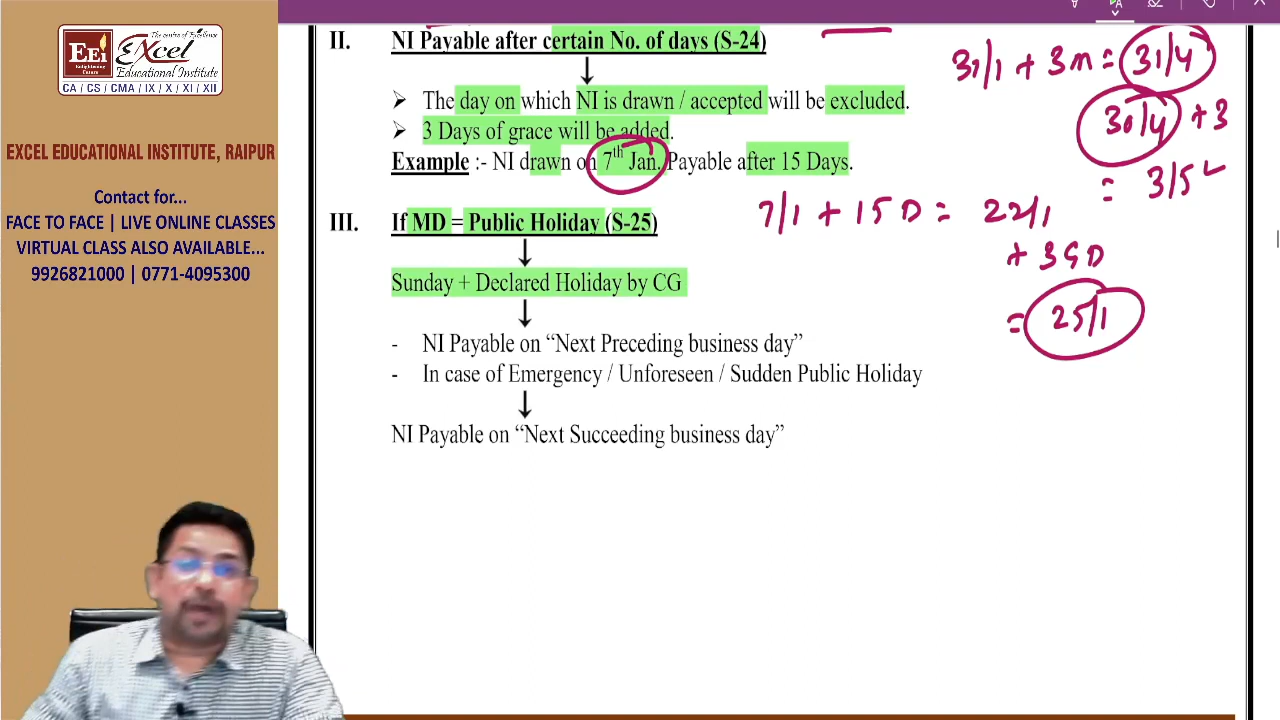 The centre of Excellence
EEi
Enlightening Careers
Excel
Educational Institute
CA / CS / CMA / IX / X / XI / XII
EXCEL EDUCATIONAL INSTITUTE, RAIPUR
Contact for...
FACE TO FACE | LIVE ONLINE CLASSES
VIRTUAL CLASS ALSO AVAILABLE...
9926821000 | 0771-4095300
II. NI Payable after certain No. of days (S-24)
➢ The day on which NI is drawn / accepted will be excluded.
➢ 3 Days of grace will be added.
Example :- NI drawn on 7th Jan. Payable after 15 Days.
31/1 + 3m = 31/4
30/4 + 3
= 3/5
7/1 + 15 D = 22/1
+ 3 G D
= 25/1
III. If MD = Public Holiday (S-25)
Sunday + Declared Holiday by CG
- NI Payable on “Next Preceding business day”
- In case of Emergency / Unforeseen / Sudden Public Holiday
NI Payable on “Next Succeeding business day”